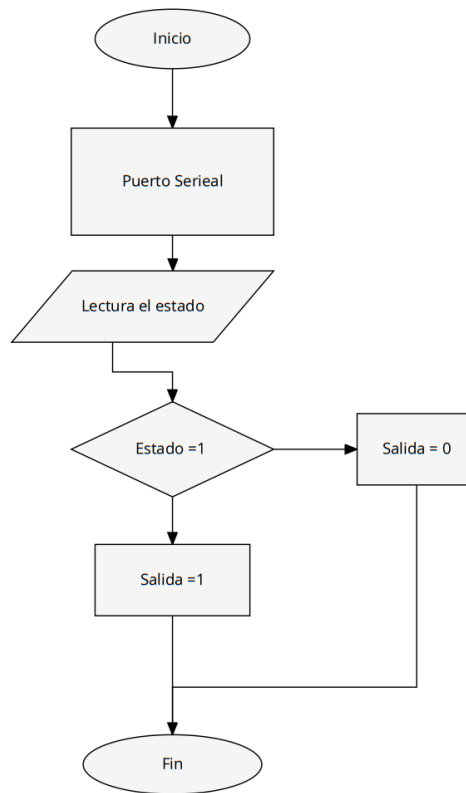 Inicio
Puerto Serieal
Lectura el estado
Estado =1
Salida = 0
Salida =1
Fin